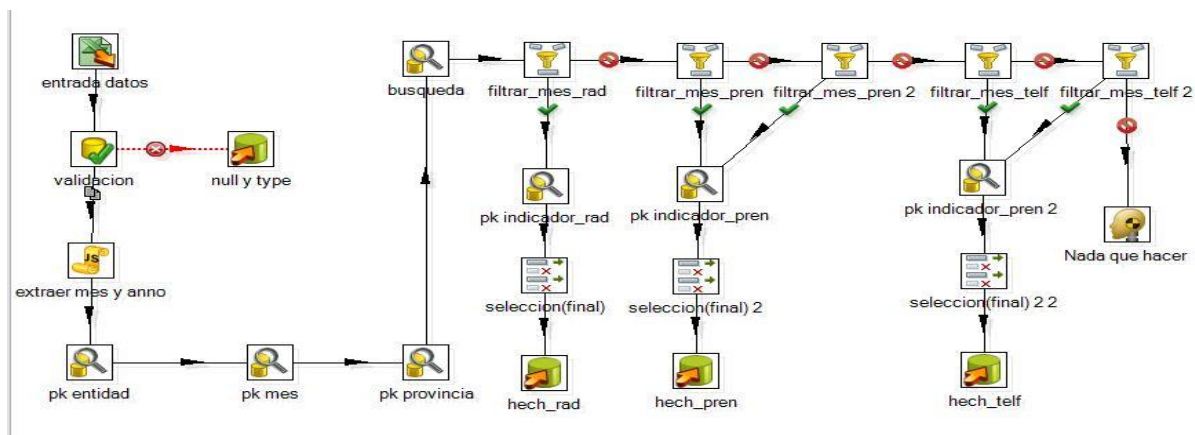 entrada datos
busqueda
filtrar_mes_rad
filtrar_mes_pren
filtrar_mes_pren 2
filtrar_mes_telf
filtrar_mes_telf 2
validacion
null y type
pk indicador_rad
pk indicador_pren
pk indicador_pren 2
Nada que hacer
JS
extraer mes y anno
seleccion(final)
seleccion(final) 2
seleccion(final) 2 2
pk entidad
pk mes
pk provincia
hech_rad
hech_pren
hech_telf